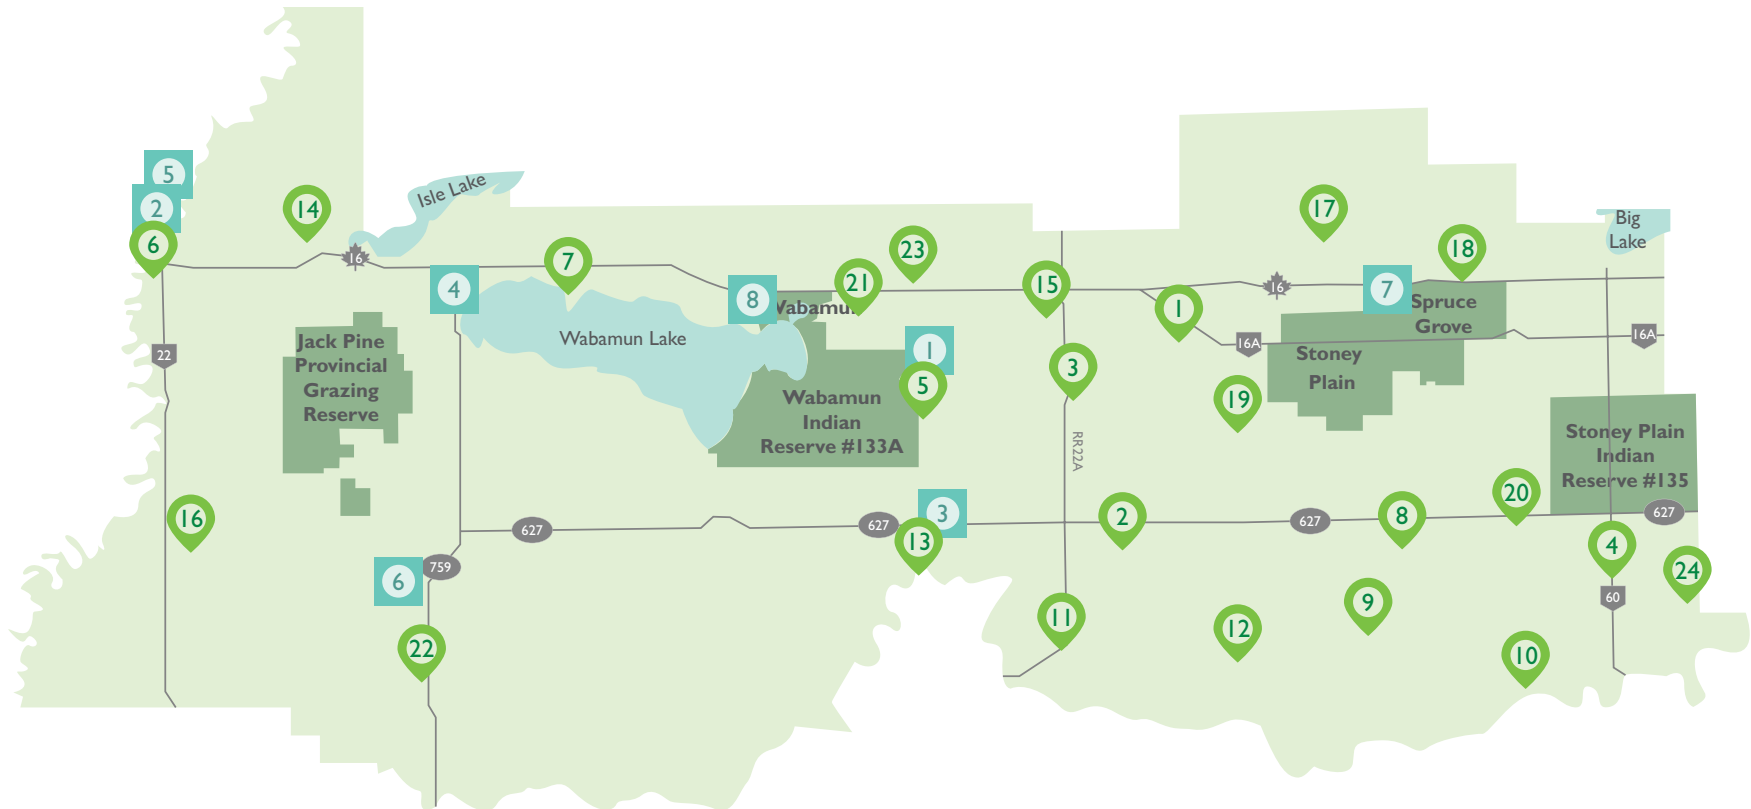 5
2
6
14
Isle Lake
16
7
23
17
18
Big
Lake
4
8
21
15
16
7
1
Wabamun
Spruce
Grove
Wabamun Lake
22
Jack Pine
Provincial
Grazing
Reserve
1
5
3
16A
16A
Stoney
Plain
19
Wabamun
Indian
Reserve #133A
RR22A
Stoney Plain
Indian
Reserve #135
16
627
627
3
13
2
627
8
20
627
4
24
6
759
22
11
12
9
60
10